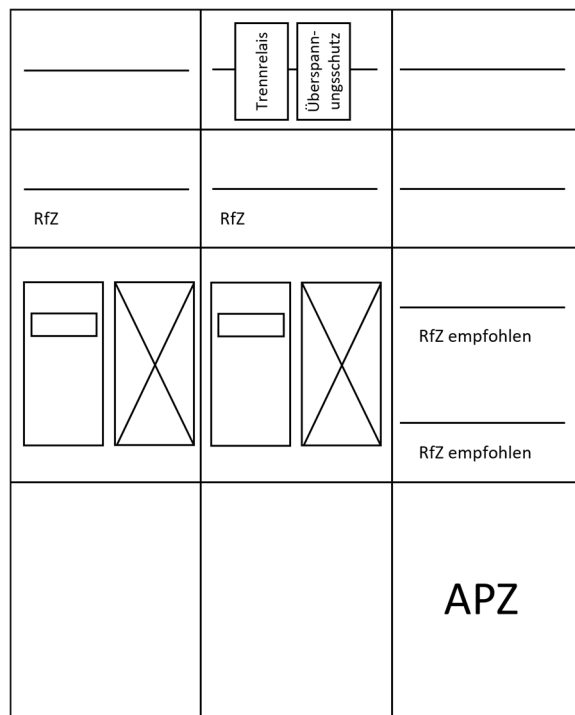 Trennrelais
Überspann-
ungsschutz
RfZ
RfZ
RfZ empfohlen
RfZ empfohlen
APZ